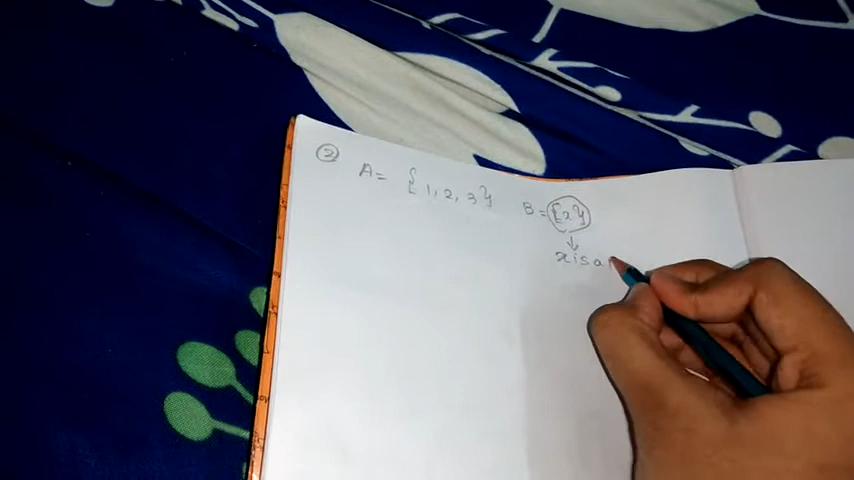 ② A = {1, 2, 3} B = {x}
↓
x is a